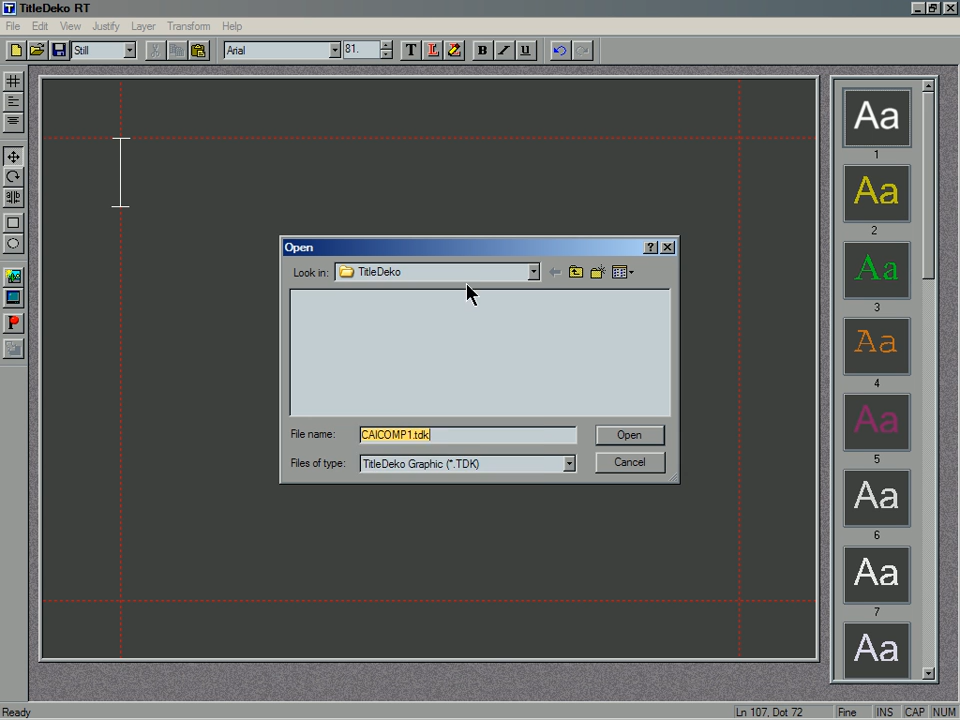 TitleDeko RT
File Edit View Justify Layer Transform Help
Still Arial 81. T L B I U
Aa
1
Aa
2
Aa
3
Aa
4
Aa
5
Aa
6
Aa
7
Aa
Open
Look in: TitleDeko
File name: CAICOMP1.tdk Open
Files of type: TitleDeko Graphic (*.TDK) Cancel
Ready Ln 107, Dot 72 Fine INS CAP NUM